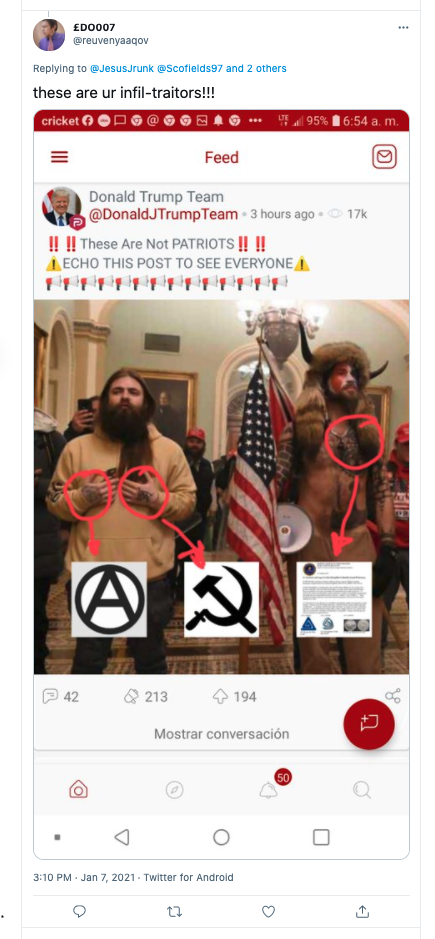 £DO007
@reuvenyaaqov
Replying to @JesusJrunk @Scofields97 and 2 others
these are ur infil-traitors!!!
cricket LTE 95% 6:54 a. m.
Feed
Donald Trump Team
@DonaldJTrumpTeam • 3 hours ago • 17k
‼️ ‼️These Are Not PATRIOTS‼️ ‼️
⚠️ECHO THIS POST TO SEE EVERYONE⚠️
42 213 194
Mostrar conversación
50
3:10 PM · Jan 7, 2021 · Twitter for Android